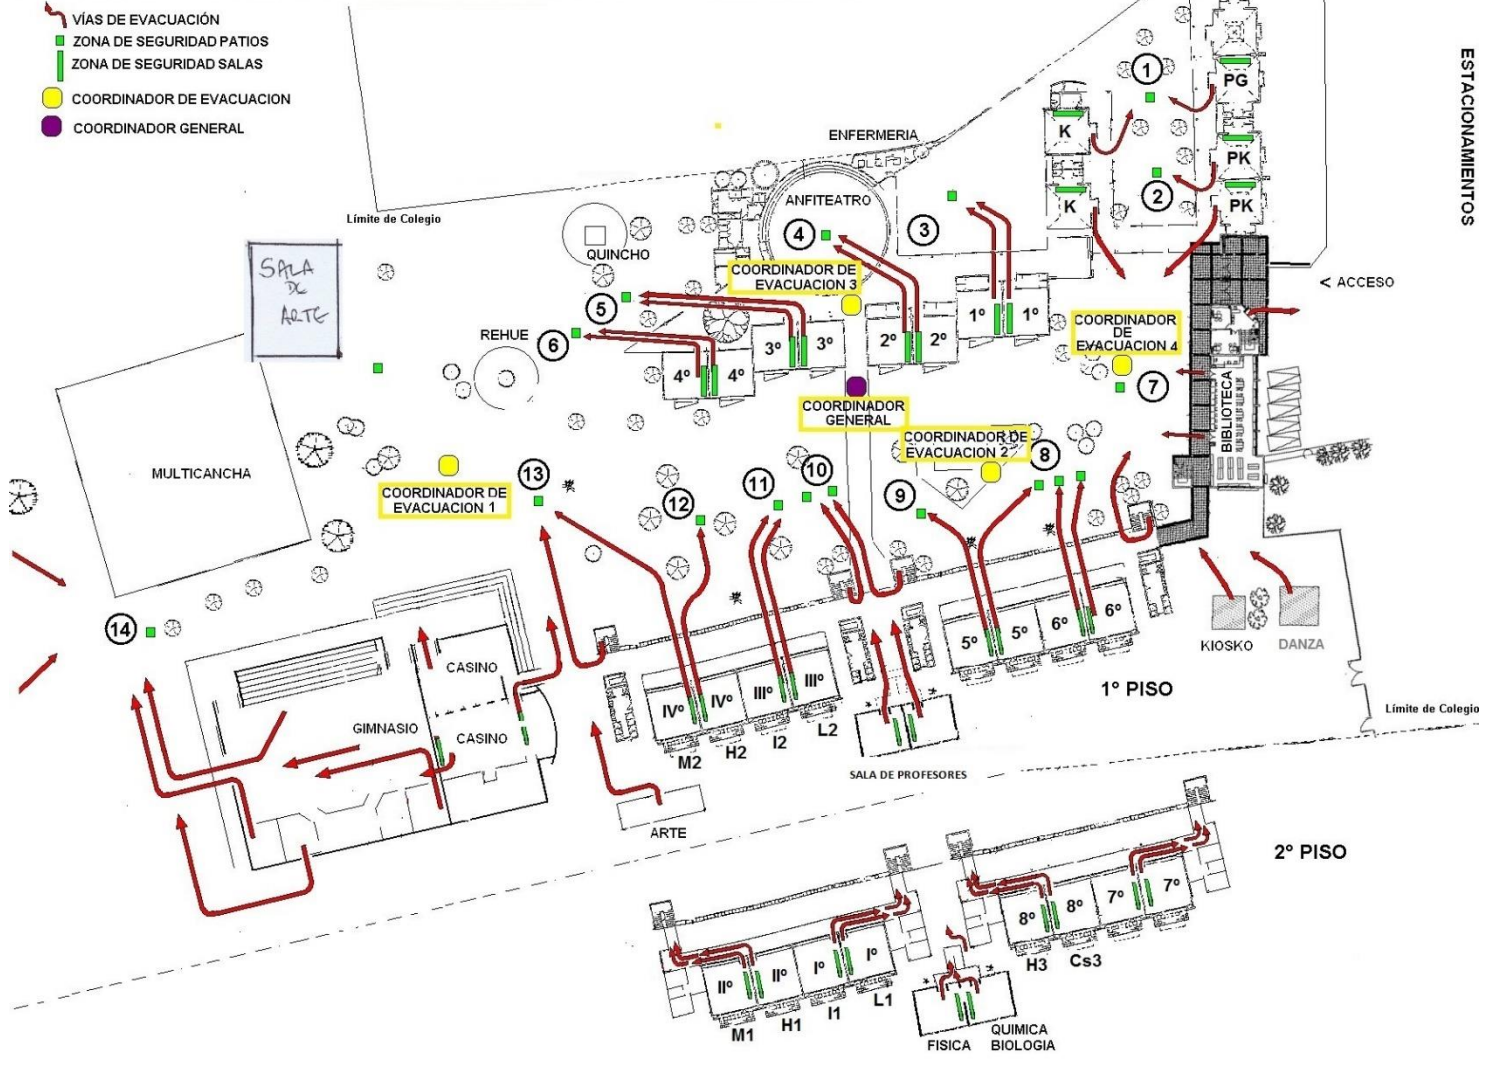 VÍAS DE EVACUACIÓN
ZONA DE SEGURIDAD PATIOS
ZONA DE SEGURIDAD SALAS
COORDINADOR DE EVACUACION
COORDINADOR GENERAL
ESTACIONAMIENTOS
1
PG
K
PK
2
K
PK
ENFERMERIA
ANFITEATRO
3
4
Límite de Colegio
SALA
DE
ARTE
QUINCHO
COORDINADOR DE
EVACUACION 3
< ACCESO
5
REHUE
6
4º
4º
3º
3º
2º
2º
1º
1º
COORDINADOR
DE
EVACUACION 4
7
BIBLIOTECA
COORDINADOR
GENERAL
COORDINADOR DE
EVACUACION 2
8
MULTICANCHA
COORDINADOR DE
EVACUACION 1
13
12
11
10
9
14
5º
5º
6º
6º
KIOSKO
DANZA
1º PISO
Límite de Colegio
CASINO
CASINO
GIMNASIO
IVº
IVº
IIIº
IIIº
M2
H2
I2
L2
SALA DE PROFESORES
ARTE
2º PISO
8º
8º
7º
7º
H3
Cs3
IIº
IIº
Iº
Iº
M1
H1
I1
L1
FISICA
QUIMICA
BIOLOGIA